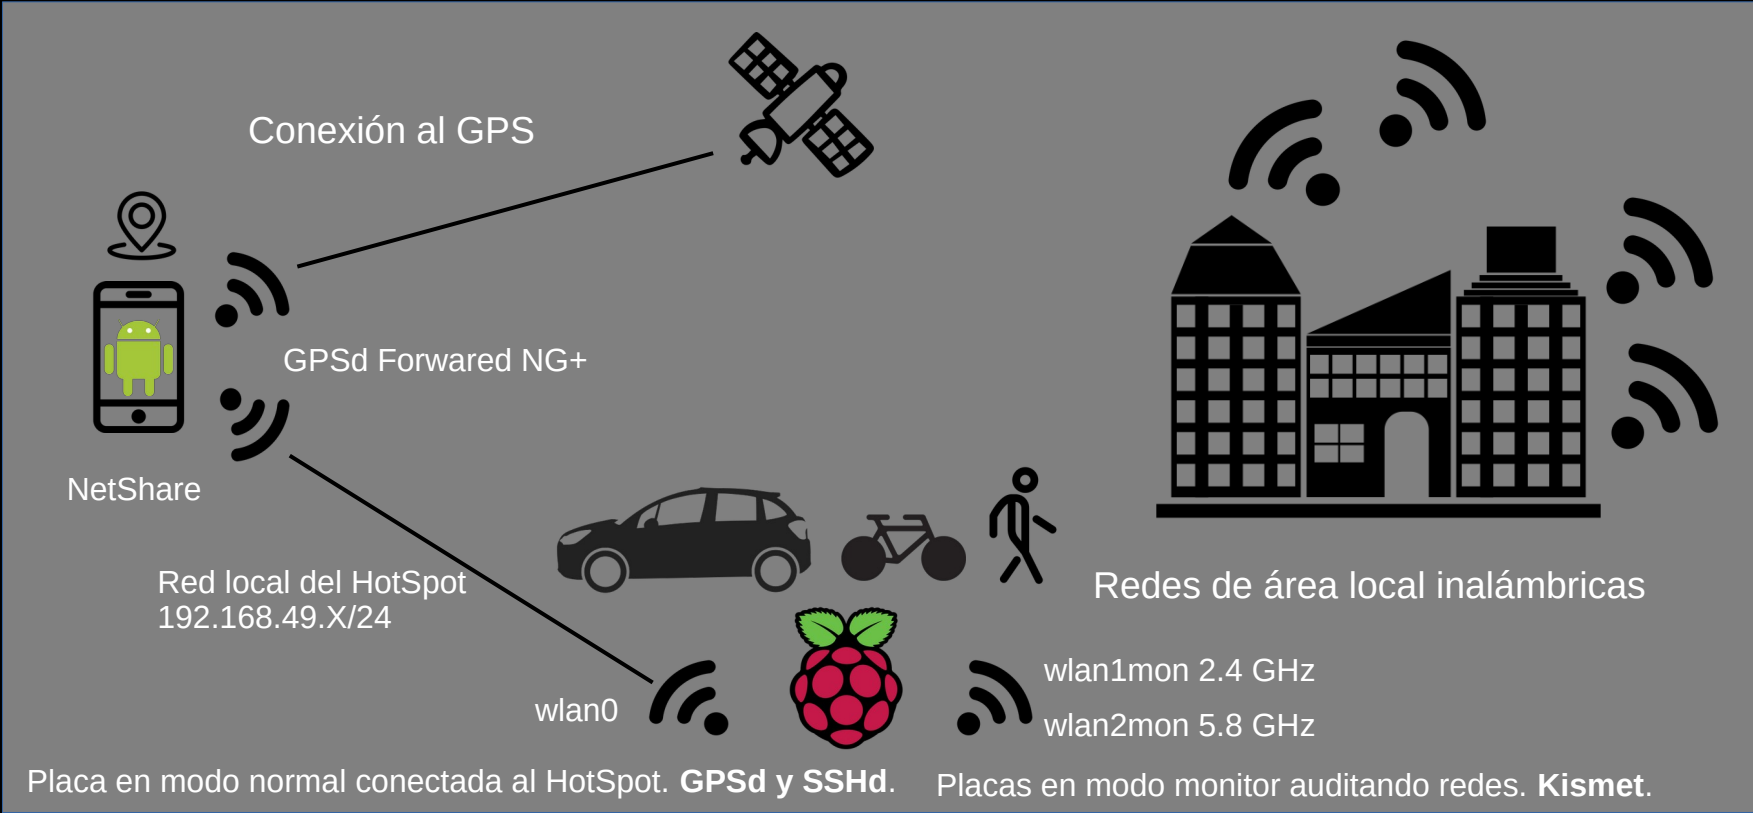 Conexión al GPS
GPSd Forwared NG+
NetShare
Red local del HotSpot
192.168.49.X/24
Redes de área local inalámbricas
wlan0
wlan1mon 2.4 GHz
wlan2mon 5.8 GHz
Placa en modo normal conectada al HotSpot. GPSd y SSHd.
Placas en modo monitor auditando redes. Kismet.